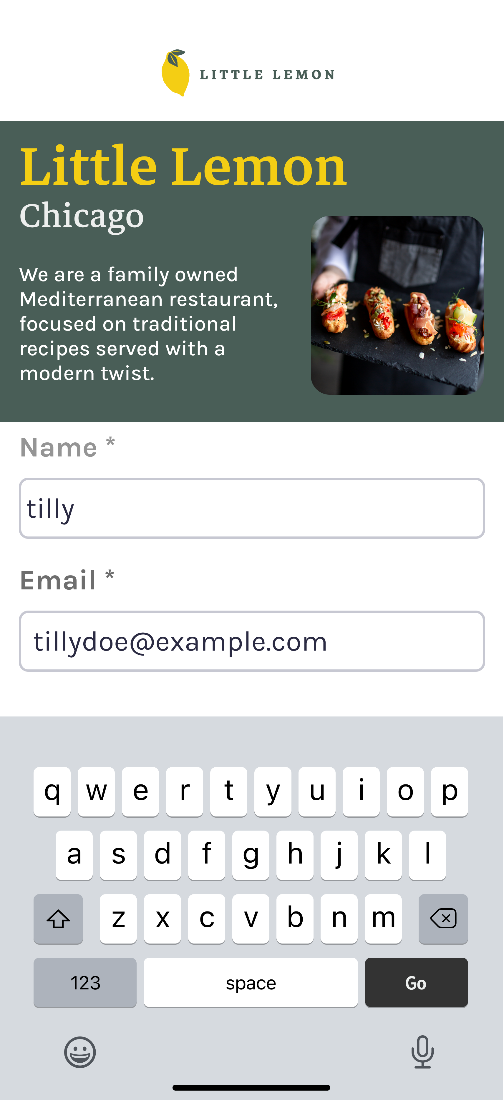 LITTLE LEMON
Little Lemon
Chicago
We are a family owned
Mediterranean restaurant,
focused on traditional
recipes served with a
modern twist.
Name *
tilly
Email *
tillydoe@example.com
q w e r t y u i o p
a s d f g h j k l
z x c v b n m
123 space Go